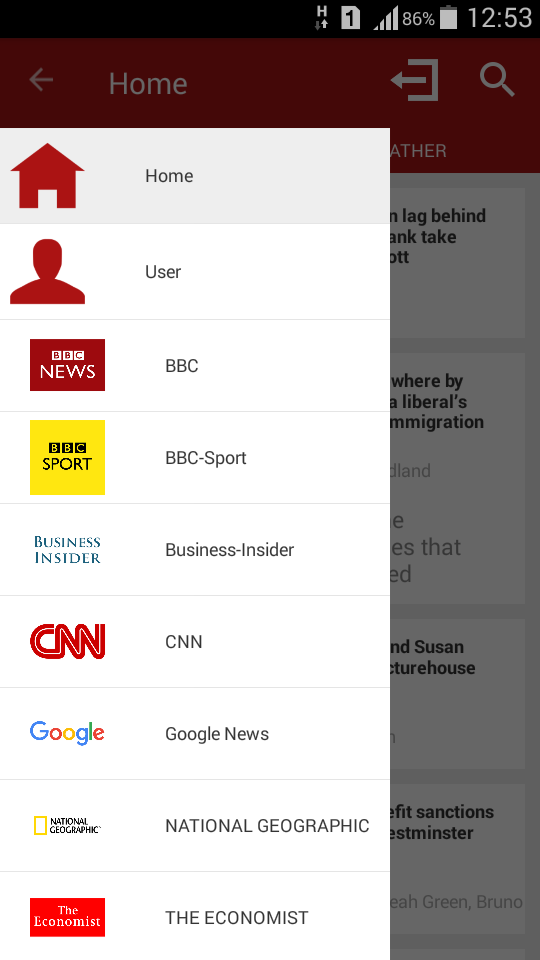 H 1 86% 12:53
Home
ATHER
Home
User
BBC NEWS
BBC
BBC SPORT
BBC-Sport
BUSINESS
INSIDER
Business-Insider
CNN
CNN
Google
Google News
NATIONAL
GEOGRAPHIC
NATIONAL GEOGRAPHIC
The
Economist
THE ECONOMIST
n lag behind
ank take
ott
where by
a liberal's
mmigration
dland
e
es that
ed
nd Susan
cturehouse
n
efit sanctions
estminster
eah Green, Bruno